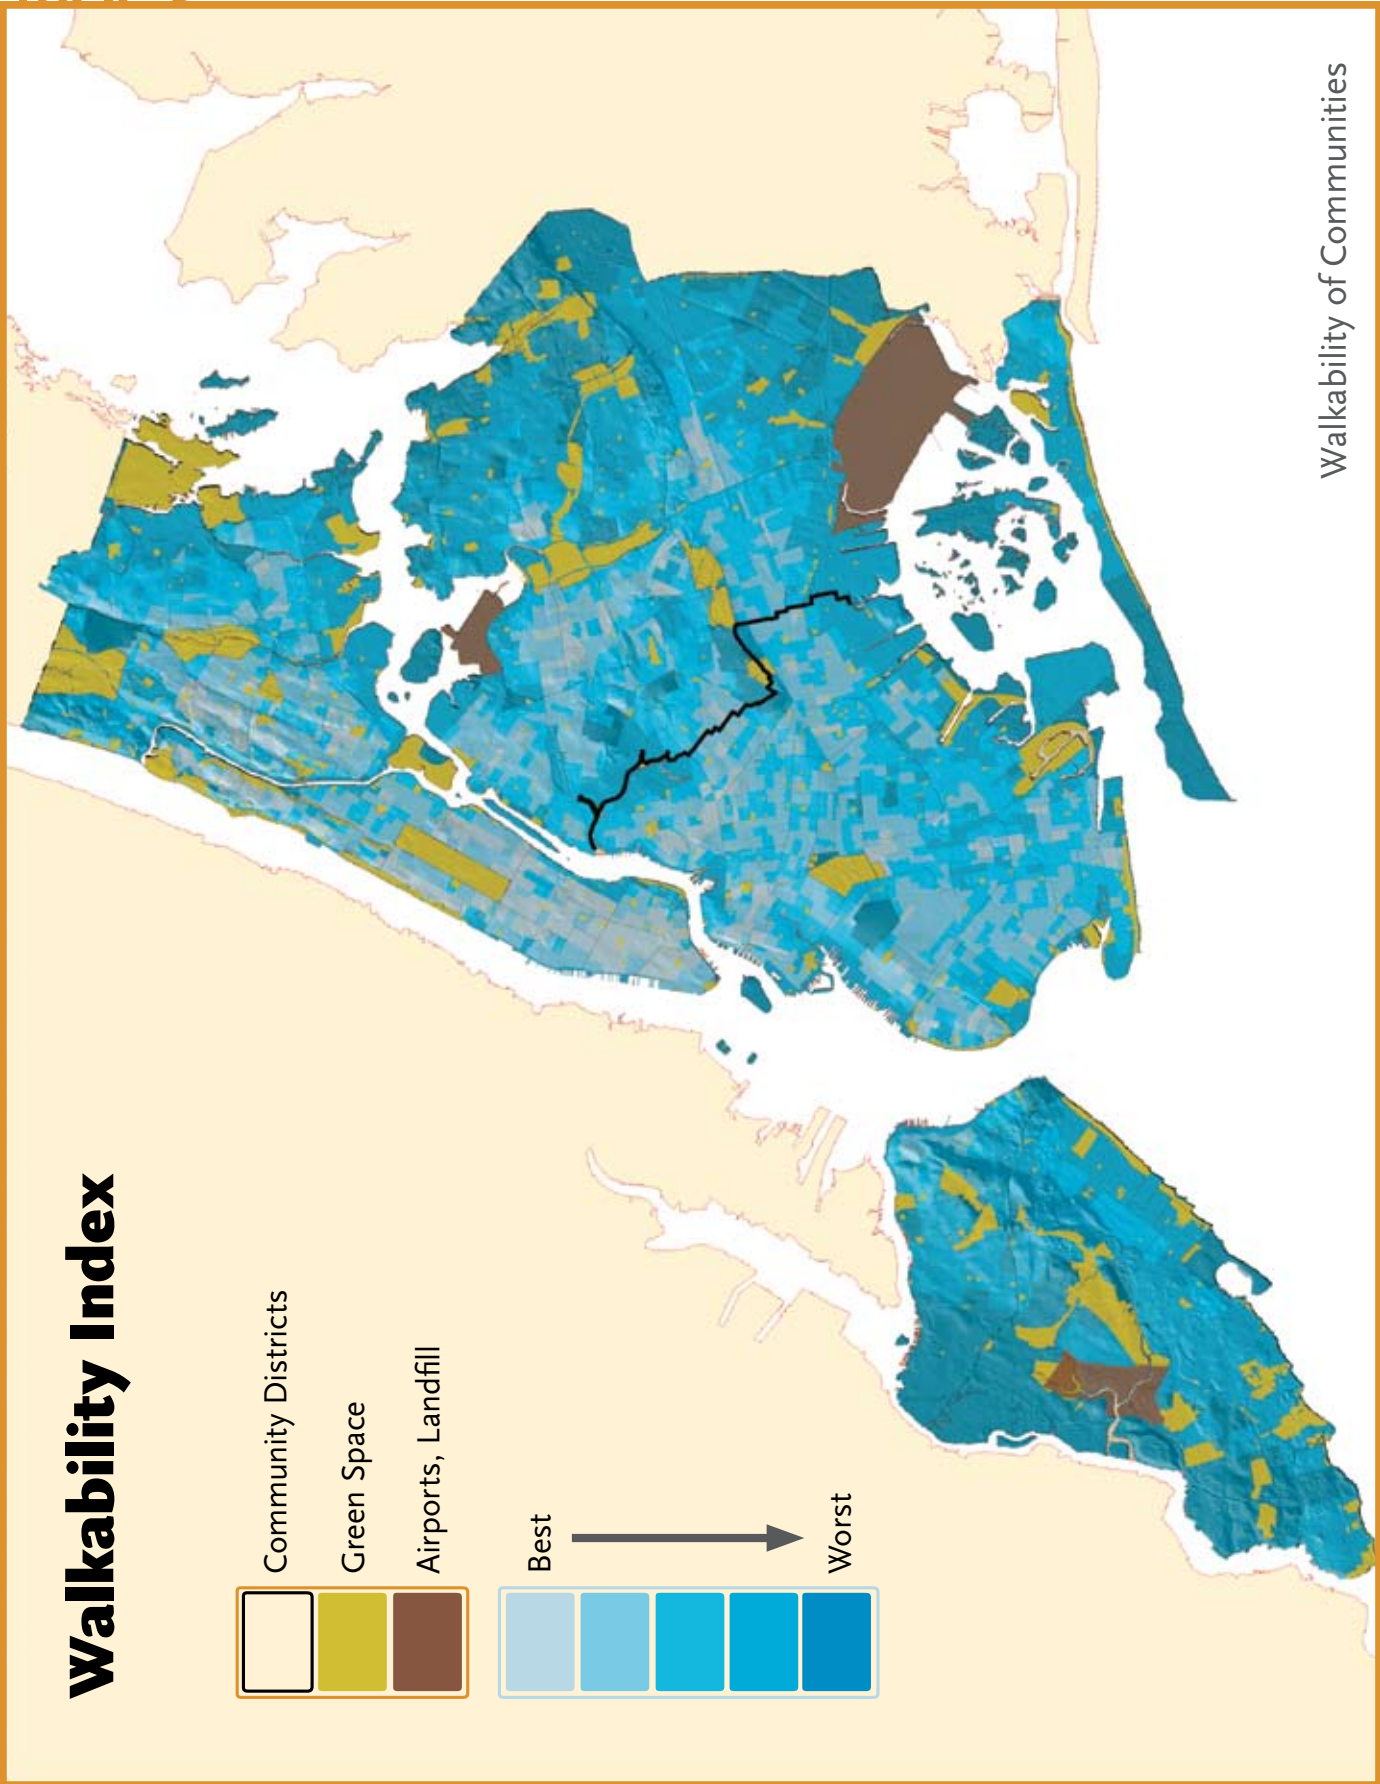 Walkability Index
Community Districts
Green Space
Airports, Landfill
Best
Worst
Walkability of Communities